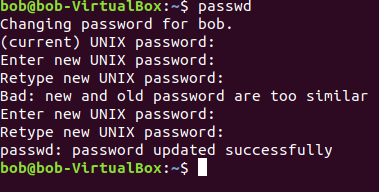 bob@bob-VirtualBox:~$ passwd
Changing password for bob.
(current) UNIX password:
Enter new UNIX password:
Retype new UNIX password:
Bad: new and old password are too similar
Enter new UNIX password:
Retype new UNIX password:
passwd: password updated successfully
bob@bob-VirtualBox:~$